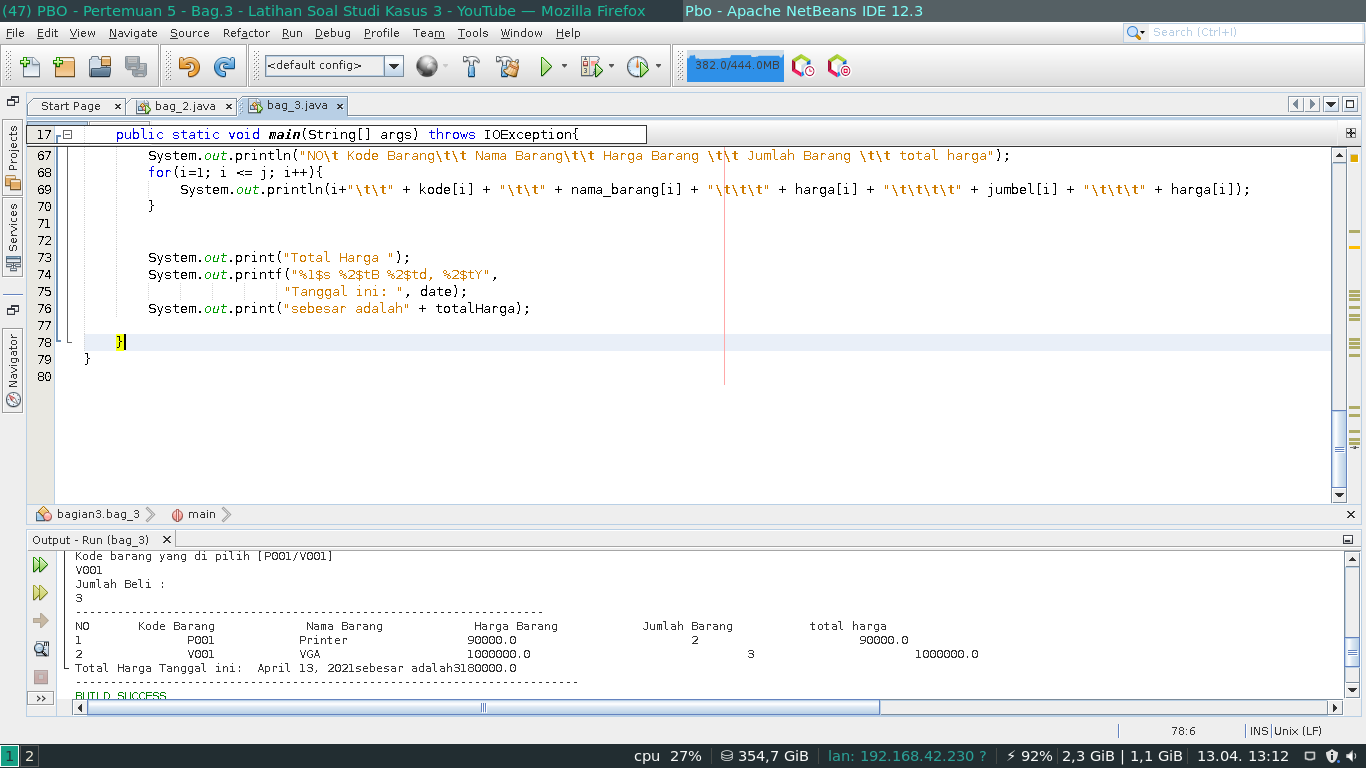 (47) PBO - Pertemuan 5 - Bag.3 - Latihan Soal Studi Kasus 3 - YouTube — Mozilla Firefox
Pbo - Apache NetBeans IDE 12.3
File Edit View Navigate Source Refactor Run Debug Profile Team Tools Window Help
Search (Ctrl+I)
<default config>
382.0/444.0MB
Start Page
bag_2.java
bag_3.java
Projects
Services
Navigator
17 public static void main(String[] args) throws IOException{
67 System.out.println("NO\t Kode Barang\t\t Nama Barang\t\t Harga Barang \t\t Jumlah Barang \t\t total harga");
68 for(i=1; i <= j; i++){
69 System.out.println(i+"\t\t" + kode[i] + "\t\t" + nama_barang[i] + "\t\t\t" + harga[i] + "\t\t\t\t" + jumbel[i] + "\t\t\t" + harga[i]);
70 }
71
72
73 System.out.print("Total Harga ");
74 System.out.printf("%1$s %2$tB %2$td, %2$tY",
75 "Tanggal ini: ", date);
76 System.out.print("sebesar adalah" + totalHarga);
77
78 }
79 }
80
bagian3.bag_3
main
Output - Run (bag_3)
Kode barang yang di pilih [P001/V001]
V001
Jumlah Beli :
3
-------------------------------------------------------------------
NO Kode Barang Nama Barang Harga Barang Jumlah Barang total harga
1 P001 Printer 90000.0 2 90000.0
2 V001 VGA 1000000.0 3 1000000.0
Total Harga Tanggal ini:  April 13, 2021sebesar adalah3180000.0
------------------------------------------------------------------------
BUILD SUCCESS
78:6
INS
Unix (LF)
1 2
cpu 27%
354,7 GiB
lan: 192.168.42.230 ?
92%
2,3 GiB | 1,1 GiB
13.04. 13:12